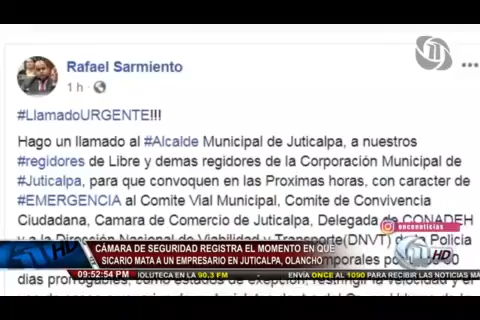 Rafael Sarmiento
1 h
#LlamadoURGENTE!!!
Hago un llamado al #Alcalde Municipal de Juticalpa, a nuestros
#regidores de Libre y demas regidores de la Corporación Municipal de
#Juticalpa, para que convoquen en las Proximas horas, con caracter de
#EMERGENCIA al Comite Vial Municipal, Comite de Convivencia
Ciudadana, Camara de Comercio de Juticalpa, Delegada de CONADEH
y a la Dirección Nacional de Viabilidad y Transporte(DNVT) de la Policía
oncenoticias
CÁMARA DE SEGURIDAD REGISTRA EL MOMENTO EN QUE
SICARIO MATA A UN EMPRESARIO EN JUTICALPA, OLANCHO
HD
HD
09:52:54 PM
IOLUTECA EN LA 90.3 FM - ENVÍA ONCE AL 1090 PARA RECIBIR LAS NOTICIAS MÁ